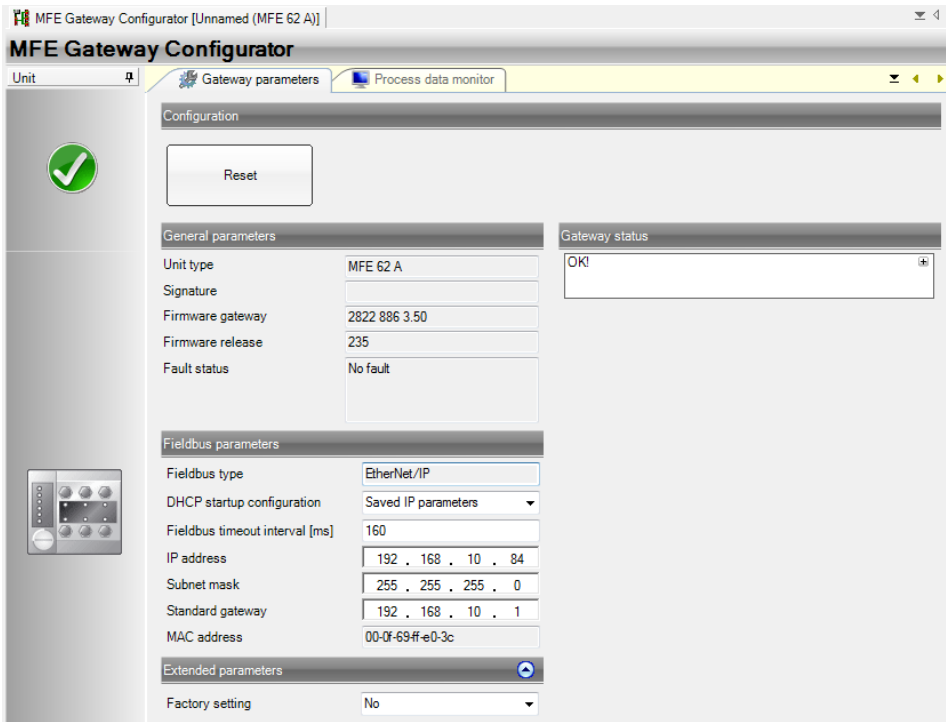 MFE Gateway Configurator [Unnamed (MFE 62 A)]
MFE Gateway Configurator
Unit
Gateway parameters
Process data monitor
Configuration
Reset
General parameters
Unit type MFE 62 A
Signature
Firmware gateway 2822 886 3.50
Firmware release 235
Fault status No fault
Gateway status
OK!
Fieldbus parameters
Fieldbus type EtherNet/IP
DHCP startup configuration Saved IP parameters
Fieldbus timeout interval [ms] 160
IP address 192 . 168 . 10 . 84
Subnet mask 255 . 255 . 255 . 0
Standard gateway 192 . 168 . 10 . 1
MAC address 00-0f-69-ff-e0-3c
Extended parameters
Factory setting No